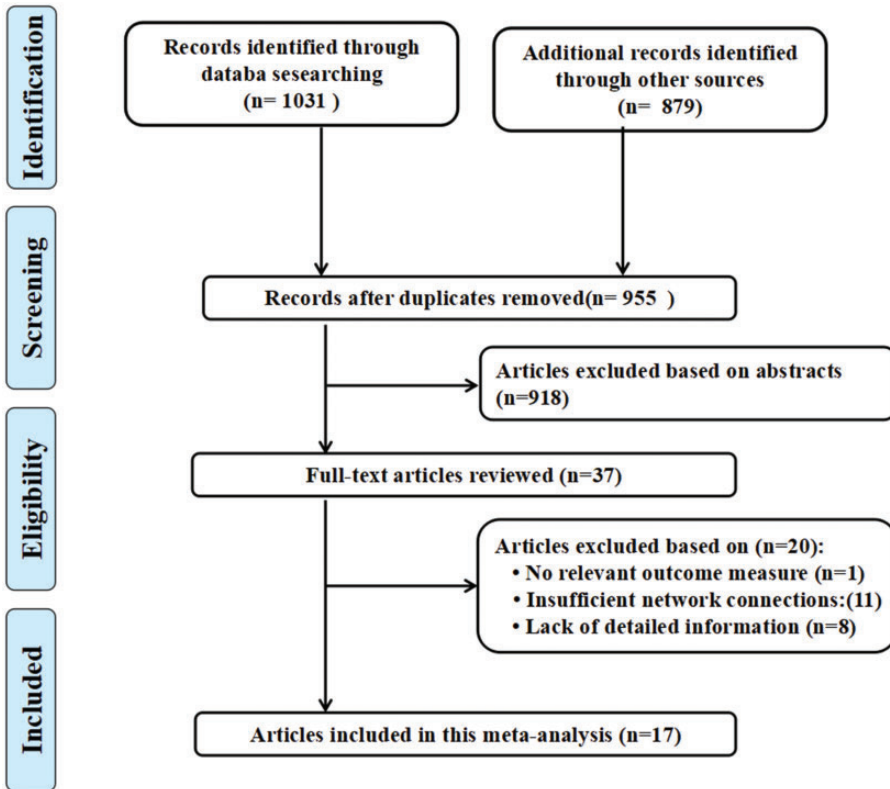 Identification
Records identified through
databa sesearching
(n= 1031 )
Additional records identified
through other sources
(n= 879)
Screening
Records after duplicates removed(n= 955 )
Articles excluded based on abstracts
(n=918)
Eligibility
Full-text articles reviewed (n=37)
Articles excluded based on (n=20):
• No relevant outcome measure (n=1)
• Insufficient network connections:(11)
• Lack of detailed information (n=8)
Included
Articles included in this meta-analysis (n=17)